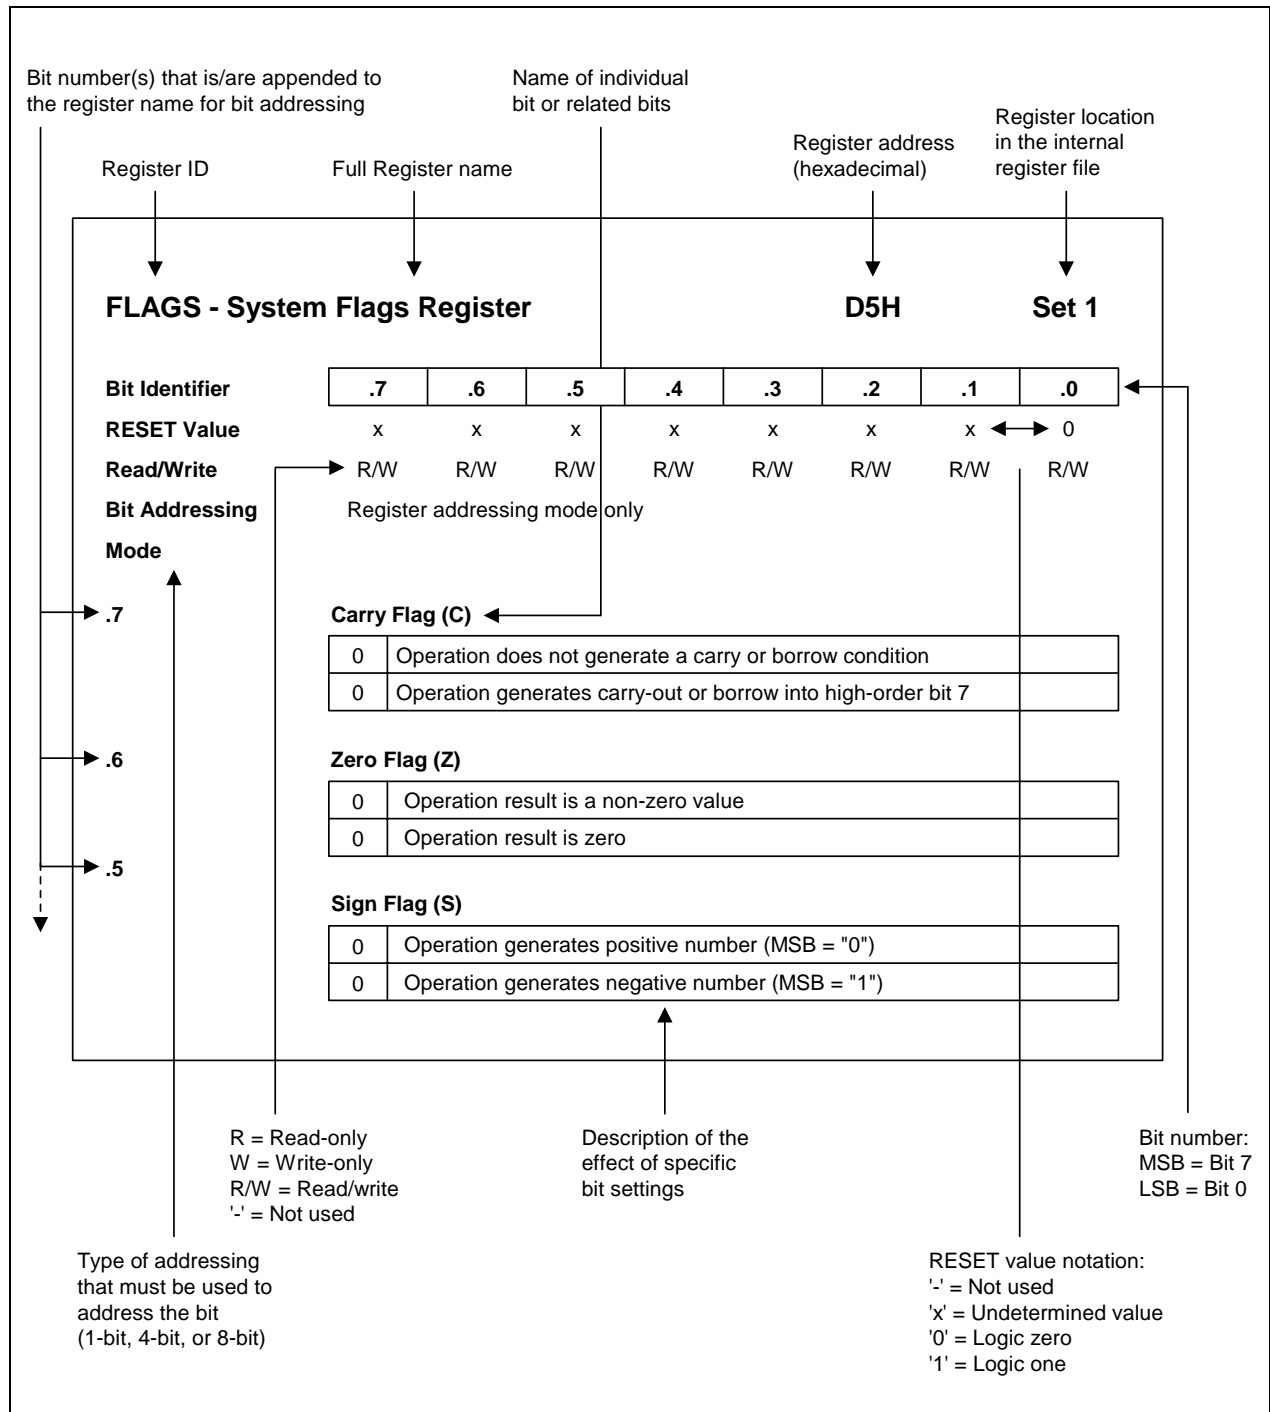 Bit number(s) that is/are appended to
the register name for bit addressing
Name of individual
bit or related bits
Register ID
Full Register name
Register address
(hexadecimal)
Register location
in the internal
register file
FLAGS - System Flags Register D5H Set 1
Bit Identifier .7 .6 .5 .4 .3 .2 .1 .0
RESET Value x x x x x x x 0
Read/Write R/W R/W R/W R/W R/W R/W R/W R/W
Bit Addressing Register addressing mode only
Mode
.7 Carry Flag (C)
0 Operation does not generate a carry or borrow condition
0 Operation generates carry-out or borrow into high-order bit 7
.6 Zero Flag (Z)
0 Operation result is a non-zero value
0 Operation result is zero
.5
Sign Flag (S)
0 Operation generates positive number (MSB = "0")
0 Operation generates negative number (MSB = "1")
R = Read-only
W = Write-only
R/W = Read/write
'-' = Not used
Description of the
effect of specific
bit settings
Bit number:
MSB = Bit 7
LSB = Bit 0
Type of addressing
that must be used to
address the bit
(1-bit, 4-bit, or 8-bit)
RESET value notation:
'-' = Not used
'x' = Undetermined value
'0' = Logic zero
'1' = Logic one